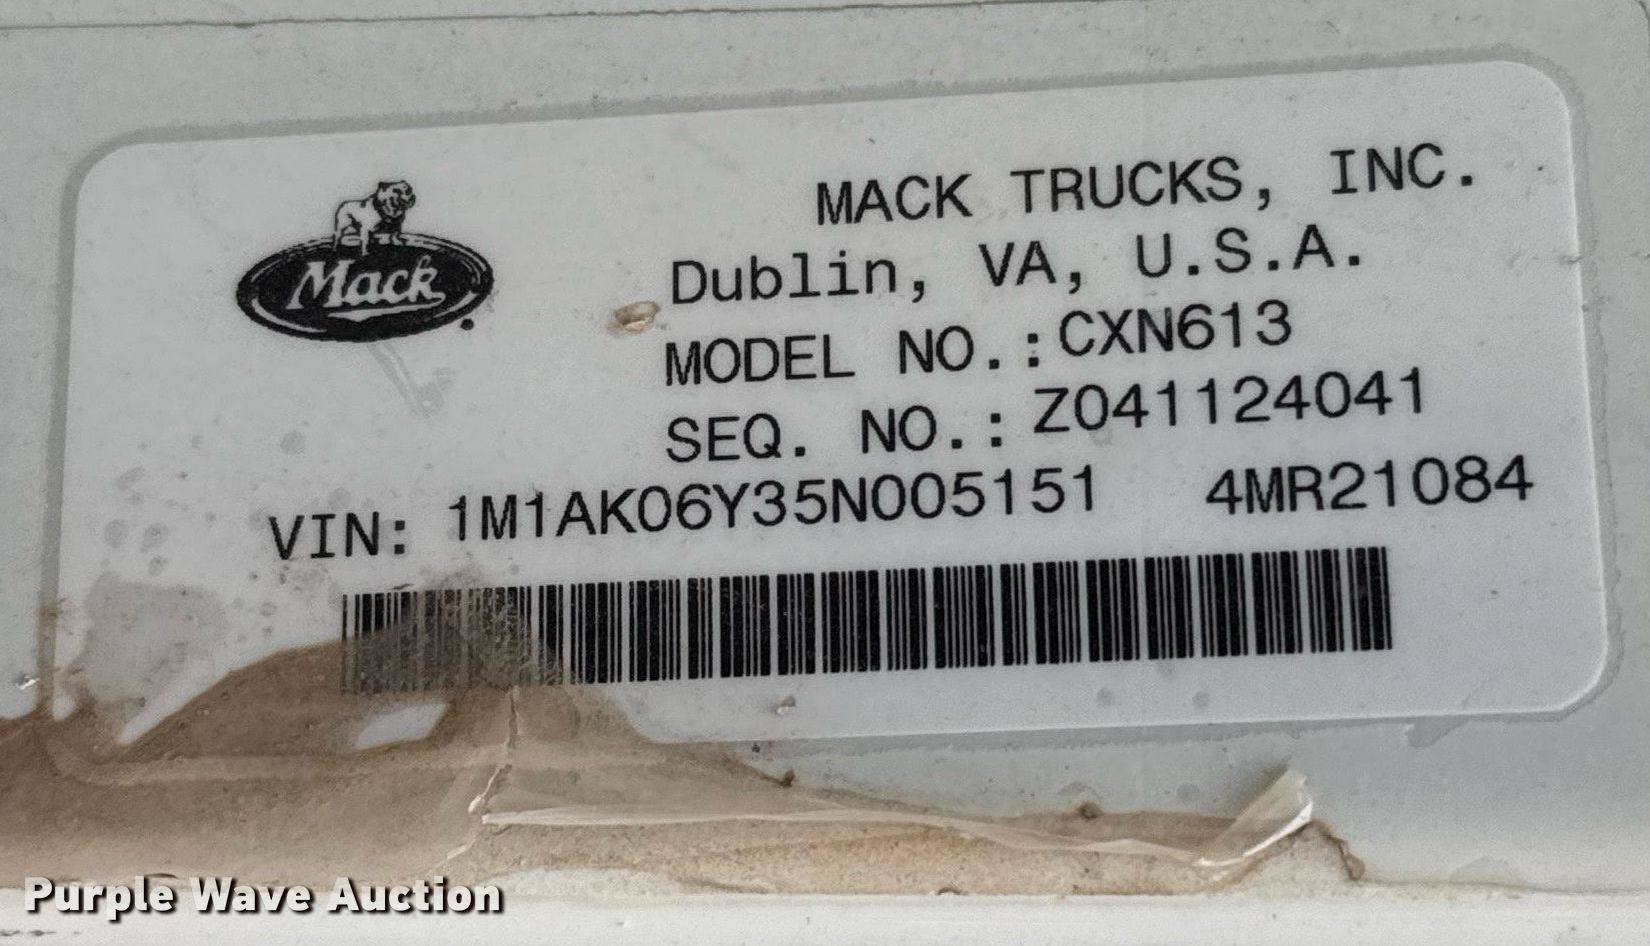 Mack
MACK TRUCKS, INC.
Dublin, VA, U.S.A.
MODEL NO.: CXN613
SEQ. NO.: Z041124041
VIN: 1M1AK06Y35N005151 4MR21084
Purple Wave Auction